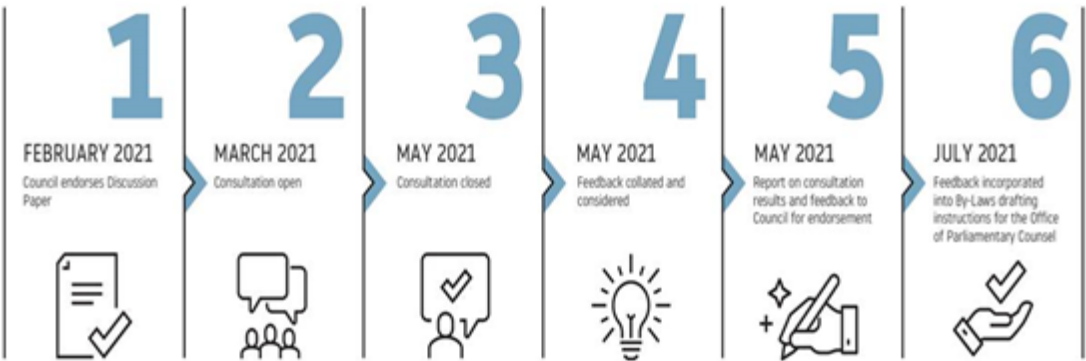 1
FEBRUARY 2021
Council endorses Discussion
Paper
2
MARCH 2021
Consultation open
3
MAY 2021
Consultation closed
4
MAY 2021
Feedback collated and
considered
5
MAY 2021
Report on consultation
results and feedback to
Council for endorsement
6
JULY 2021
Feedback incorporated
into By-Laws drafting
instructions for the Office
of Parliamentary Counsel